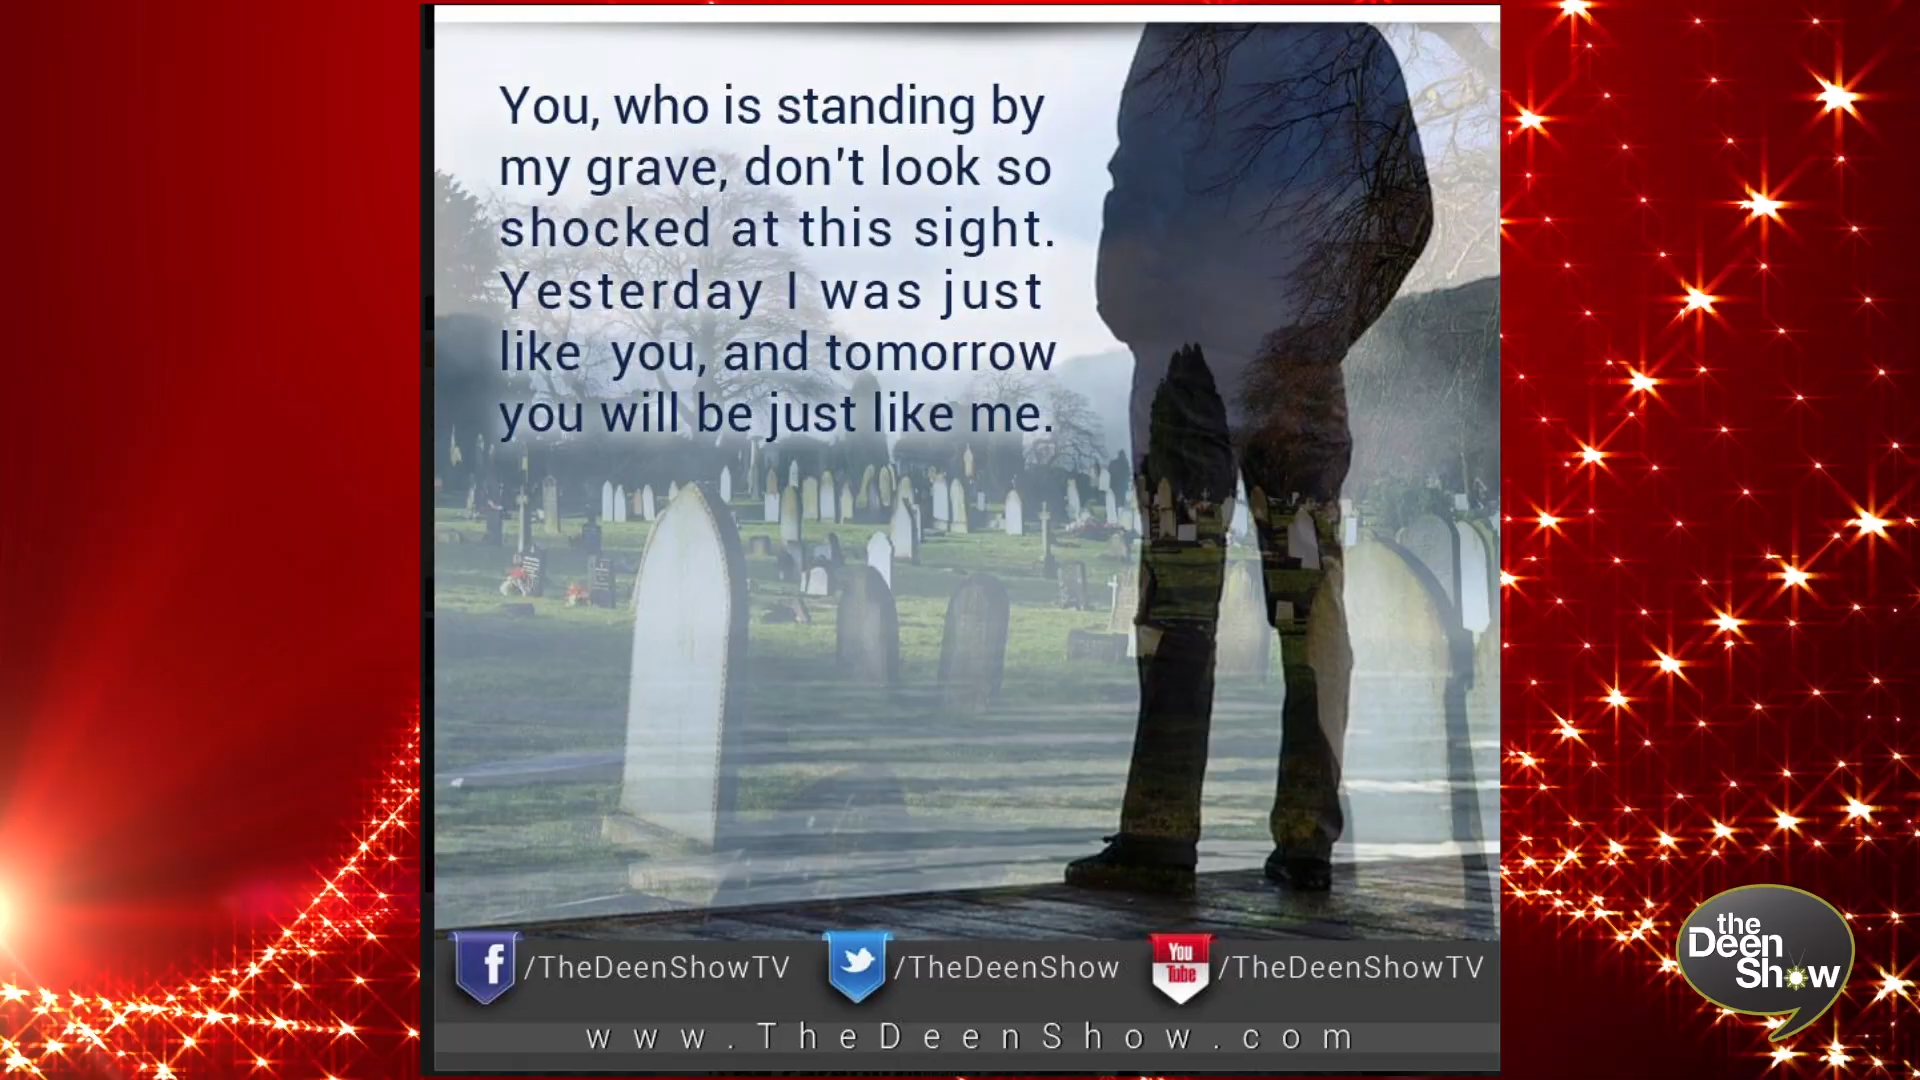 You, who is standing by
my grave, don't look so
shocked at this sight.
Yesterday I was just
like you, and tomorrow
you will be just like me.
f /TheDeenShowTV
/TheDeenShow
You Tube /TheDeenShowTV
www.TheDeenShow.com
the
Deen
Show